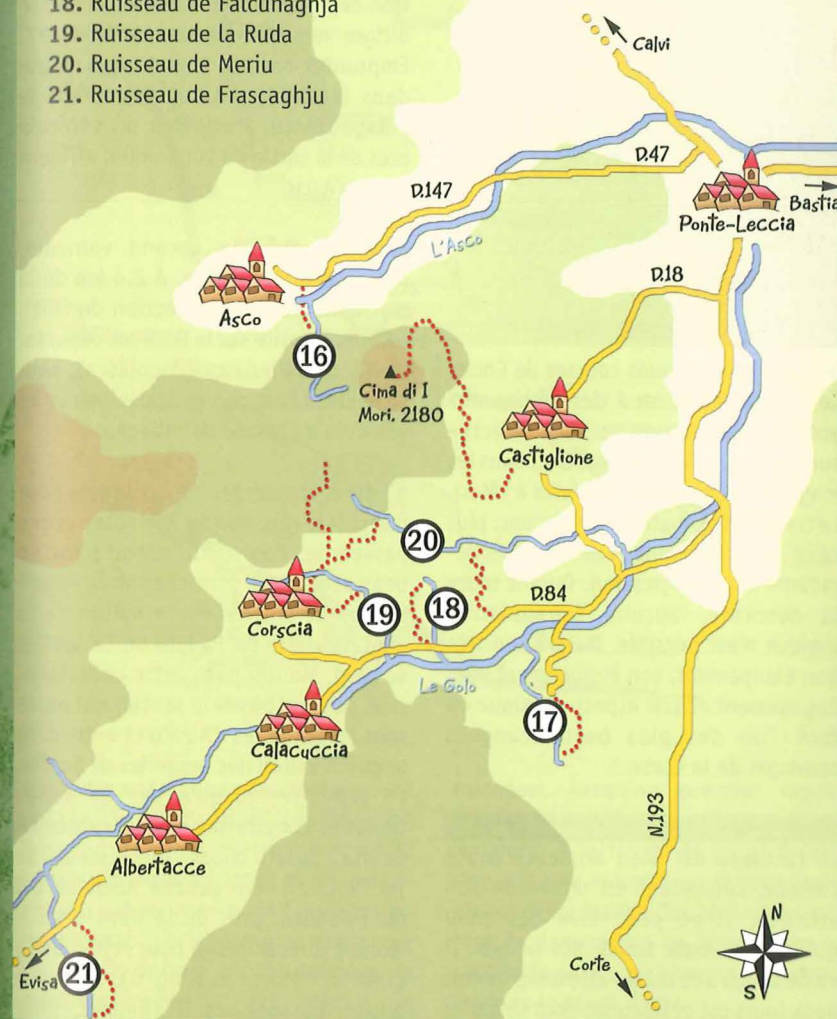 18. Ruisseau de Falcunaghja
19. Ruisseau de la Ruda
20. Ruisseau de Meriu
21. Ruisseau de Frascaghju
Calvi
D.47
Bastia
D.147
Ponte-Leccia
L'Asco
D.18
Asco
16
Cima di I
Mori. 2180
Castiglione
20
D.84
19
18
Corscia
Le Golo
17
Calacuccia
N.193
Albertacce
N
Corte
Evisa
21
S